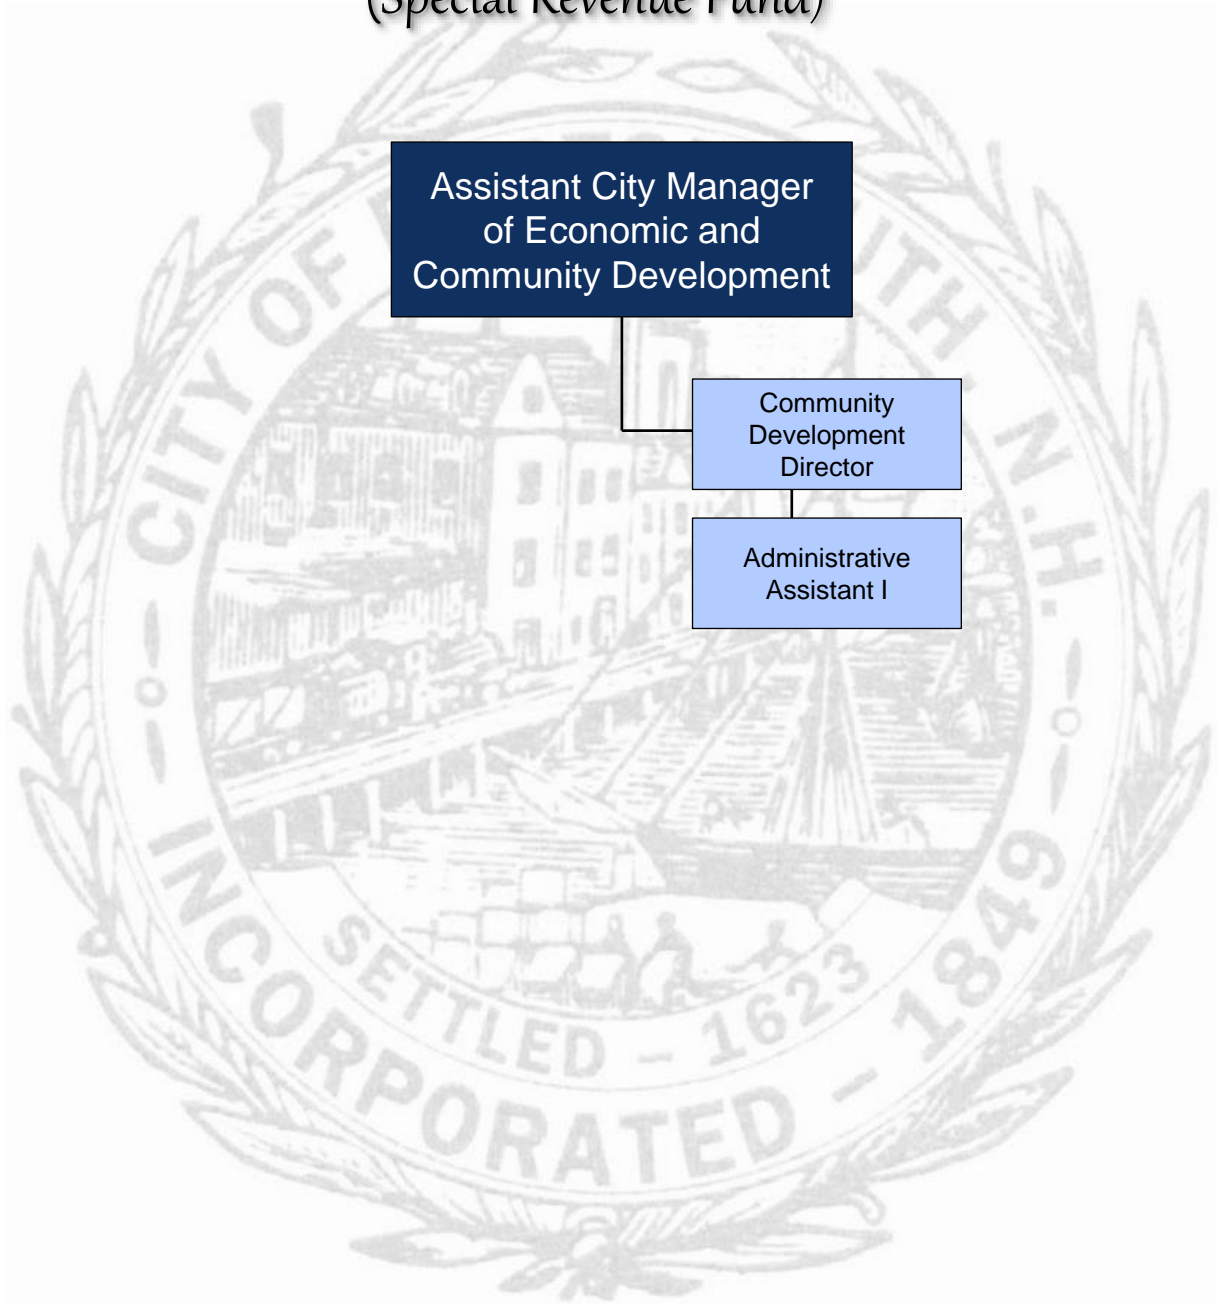 (Special Revenue Fund)
Assistant City Manager
of Economic and
Community Development
Community
Development
Director
Administrative
Assistant I
CITY OF UTH, N.H.
INCORPORATED - 1849
SETTLED - 1623